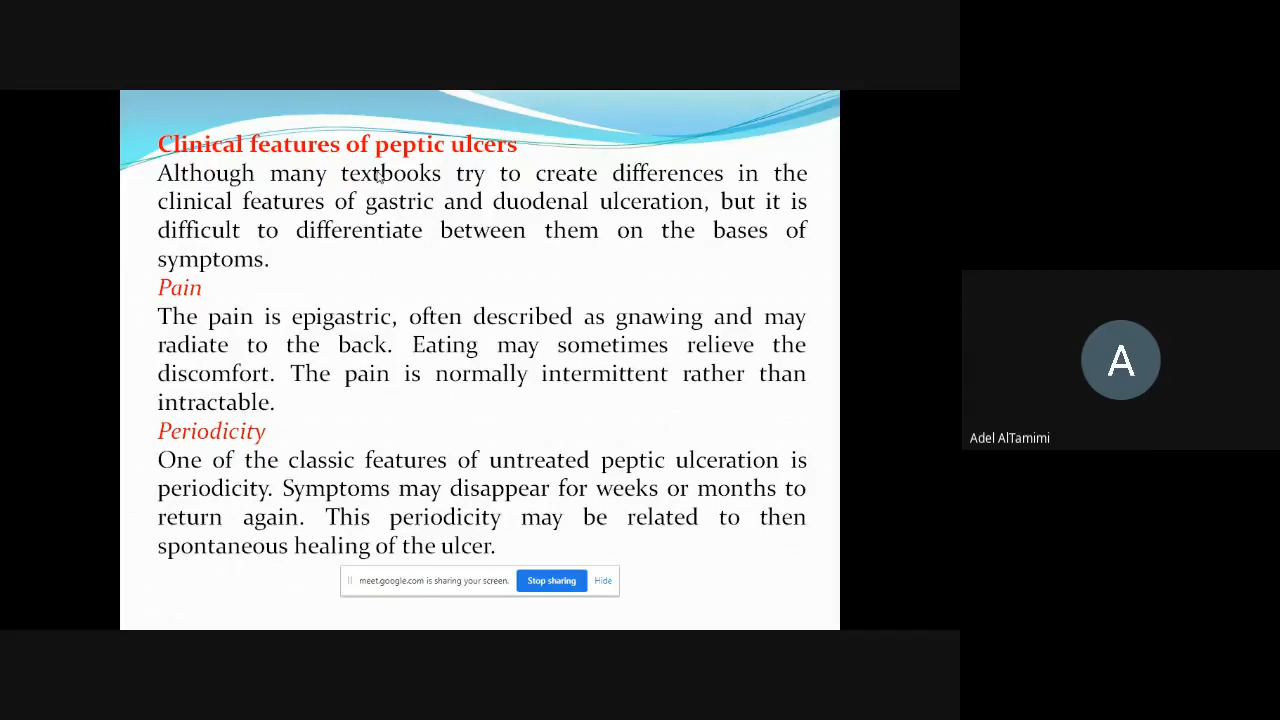 Clinical features of peptic ulcers
Although many textbooks try to create differences in the
clinical features of gastric and duodenal ulceration, but it is
difficult to differentiate between them on the bases of
symptoms.
Pain
The pain is epigastric, often described as gnawing and may
radiate to the back. Eating may sometimes relieve the
discomfort. The pain is normally intermittent rather than
intractable.
Periodicity
One of the classic features of untreated peptic ulceration is
periodicity. Symptoms may disappear for weeks or months to
return again. This periodicity may be related to then
spontaneous healing of the ulcer.
meet.google.com is sharing your screen. Stop sharing Hide
A
Adel AlTamimi